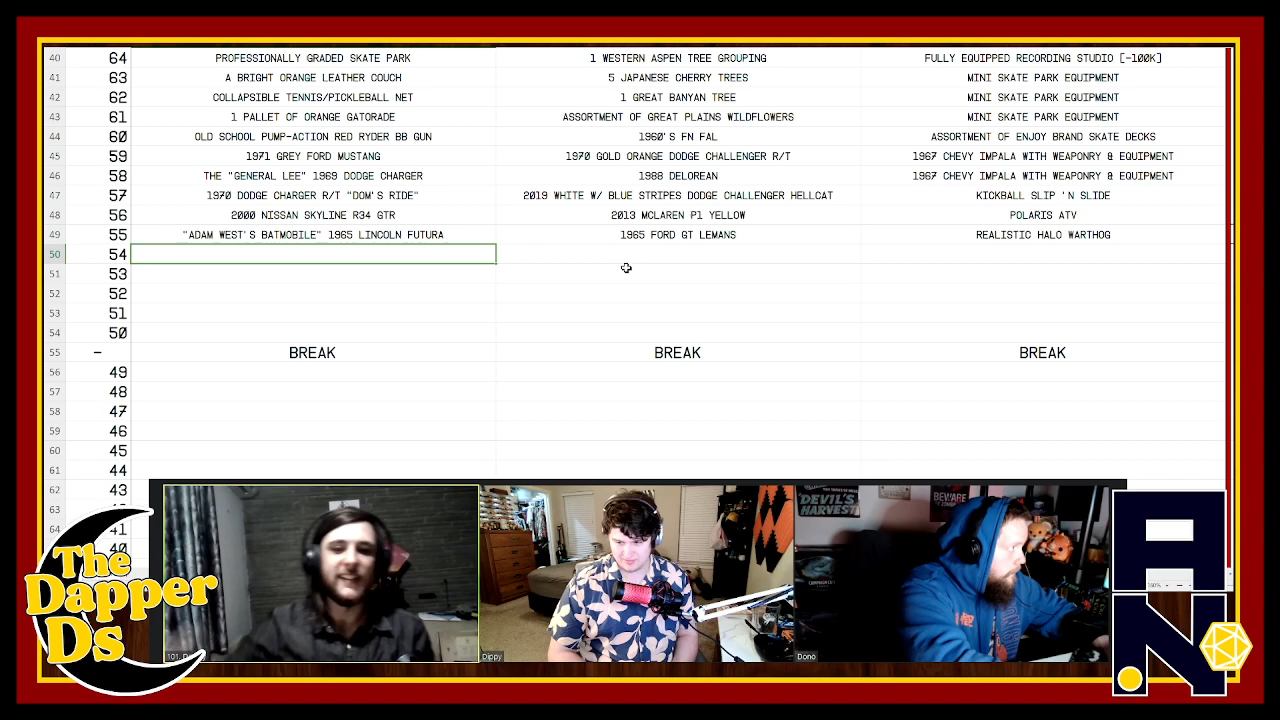 40 64 PROFESSIONALLY GRADED SKATE PARK 1 WESTERN ASPEN TREE GROUPING FULLY EQUIPPED RECORDING STUDIO [-100K]
41 63 A BRIGHT ORANGE LEATHER COUCH 5 JAPANESE CHERRY TREES MINI SKATE PARK EQUIPMENT
42 62 COLLAPSIBLE TENNIS/PICKLEBALL NET 1 GREAT BANYAN TREE MINI SKATE PARK EQUIPMENT
43 61 1 PALLET OF ORANGE GATORADE ASSORTMENT OF GREAT PLAINS WILDFLOWERS MINI SKATE PARK EQUIPMENT
44 60 OLD SCHOOL PUMP-ACTION RED RYDER BB GUN 1960'S FN FAL ASSORTMENT OF ENJOY BRAND SKATE DECKS
45 59 1971 GREY FORD MUSTANG 1970 GOLD ORANGE DODGE CHALLENGER R/T 1967 CHEVY IMPALA WITH WEAPONRY & EQUIPMENT
46 58 THE "GENERAL LEE" 1969 DODGE CHARGER 1988 DELOREAN 1967 CHEVY IMPALA WITH WEAPONRY & EQUIPMENT
47 57 1970 DODGE CHARGER R/T "DOM'S RIDE" 2019 WHITE W/ BLUE STRIPES DODGE CHALLENGER HELLCAT KICKBALL SLIP 'N SLIDE
48 56 2000 NISSAN SKYLINE R34 GTR 2013 MCLAREN P1 YELLOW POLARIS ATV
49 55 "ADAM WEST'S BATMOBILE" 1965 LINCOLN FUTURA 1965 FORD GT LEMANS REALISTIC HALO WARTHOG
50 54
51 53
52 52
53 51
54 50
55 – BREAK BREAK BREAK
56 49
57 48
58 47
59 46
60 45
61 44
62 43
63
64 41
40
DEVIL'S HARVEST
BEWARE
The
Dapper
Ds
Dippy
Dono
AN